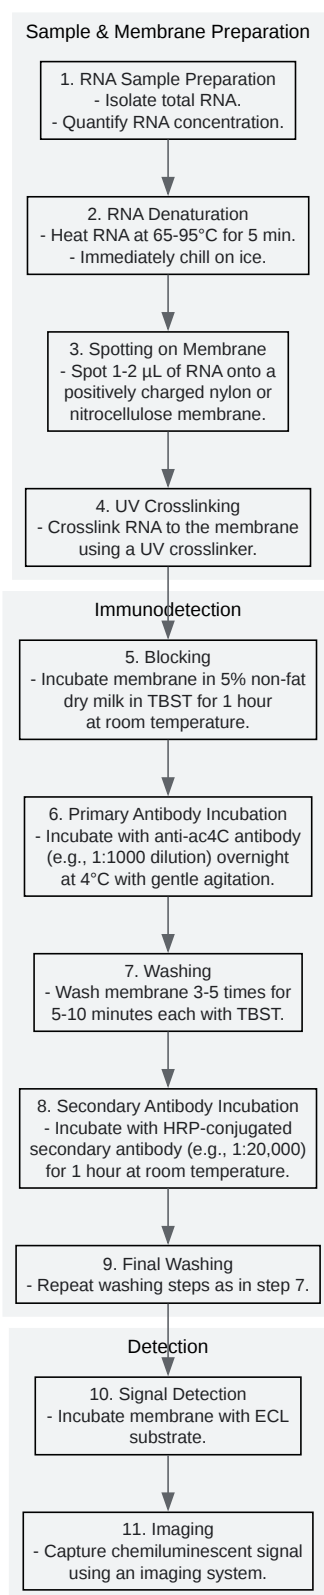 Sample & Membrane Preparation
1. RNA Sample Preparation
- Isolate total RNA.
- Quantify RNA concentration.
2. RNA Denaturation
- Heat RNA at 65-95°C for 5 min.
- Immediately chill on ice.
3. Spotting on Membrane
- Spot 1-2 µL of RNA onto a
positively charged nylon or
nitrocellulose membrane.
4. UV Crosslinking
- Crosslink RNA to the membrane
using a UV crosslinker.
Immunodetection
5. Blocking
- Incubate membrane in 5% non-fat
dry milk in TBST for 1 hour
at room temperature.
6. Primary Antibody Incubation
- Incubate with anti-ac4C antibody
(e.g., 1:1000 dilution) overnight
at 4°C with gentle agitation.
7. Washing
- Wash membrane 3-5 times for
5-10 minutes each with TBST.
8. Secondary Antibody Incubation
- Incubate with HRP-conjugated
secondary antibody (e.g., 1:20,000)
for 1 hour at room temperature.
9. Final Washing
- Repeat washing steps as in step 7.
Detection
10. Signal Detection
- Incubate membrane with ECL
substrate.
11. Imaging
- Capture chemiluminescent signal
using an imaging system.